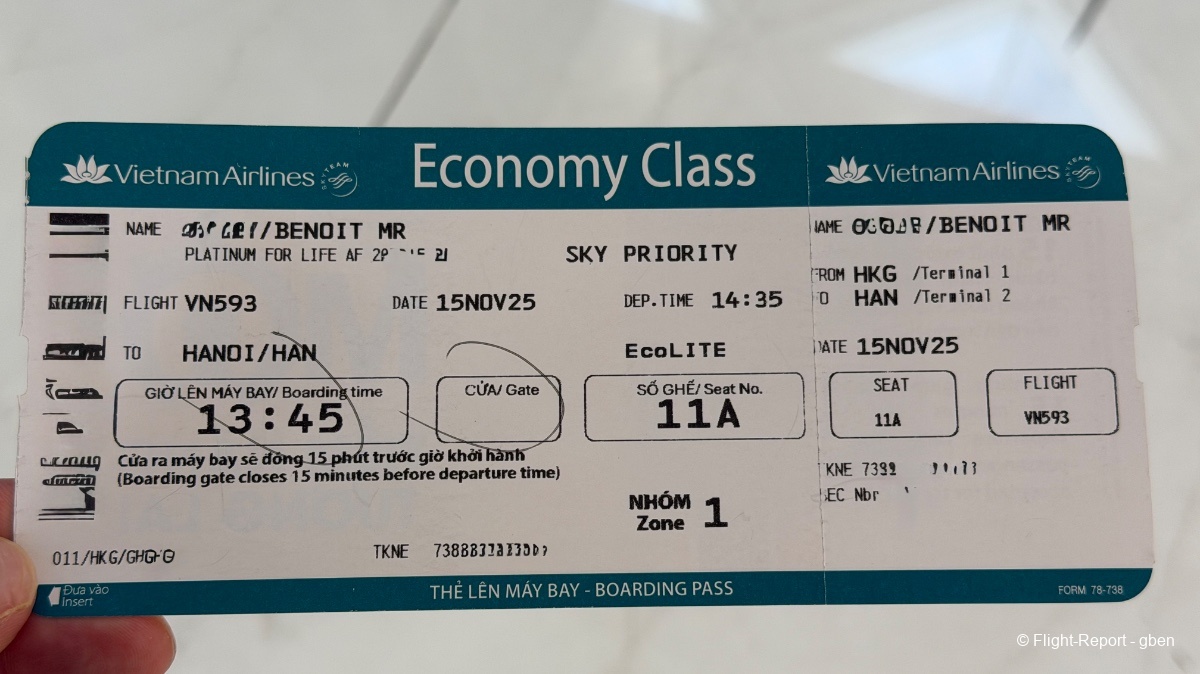 Vietnam Airlines SKYTEAM Economy Class
NAME /BENOIT MR
PLATINUM FOR LIFE AF
SKY PRIORITY
FLIGHT VN593 DATE 15NOV25 DEP.TIME 14:35
TO HANOI/HAN EcoLITE
GIỜ LÊN MÁY BAY/ Boarding time
13:45
CỬA/ Gate
SỐ GHẾ/ Seat No.
11A
Cửa ra máy bay sẽ đóng 15 phút trước giờ khởi hành
(Boarding gate closes 15 minutes before departure time)
NHÓM
Zone 1
011/HKG/
TKNE
Đưa vào
Insert
THẺ LÊN MÁY BAY - BOARDING PASS
Vietnam Airlines SKYTEAM
AME /BENOIT MR
FROM HKG /Terminal 1
O HAN /Terminal 2
DATE 15NOV25
SEAT
11A
FLIGHT
VN593
TKNE
SEC Nbr
FORM 78-738
© Flight-Report - gben